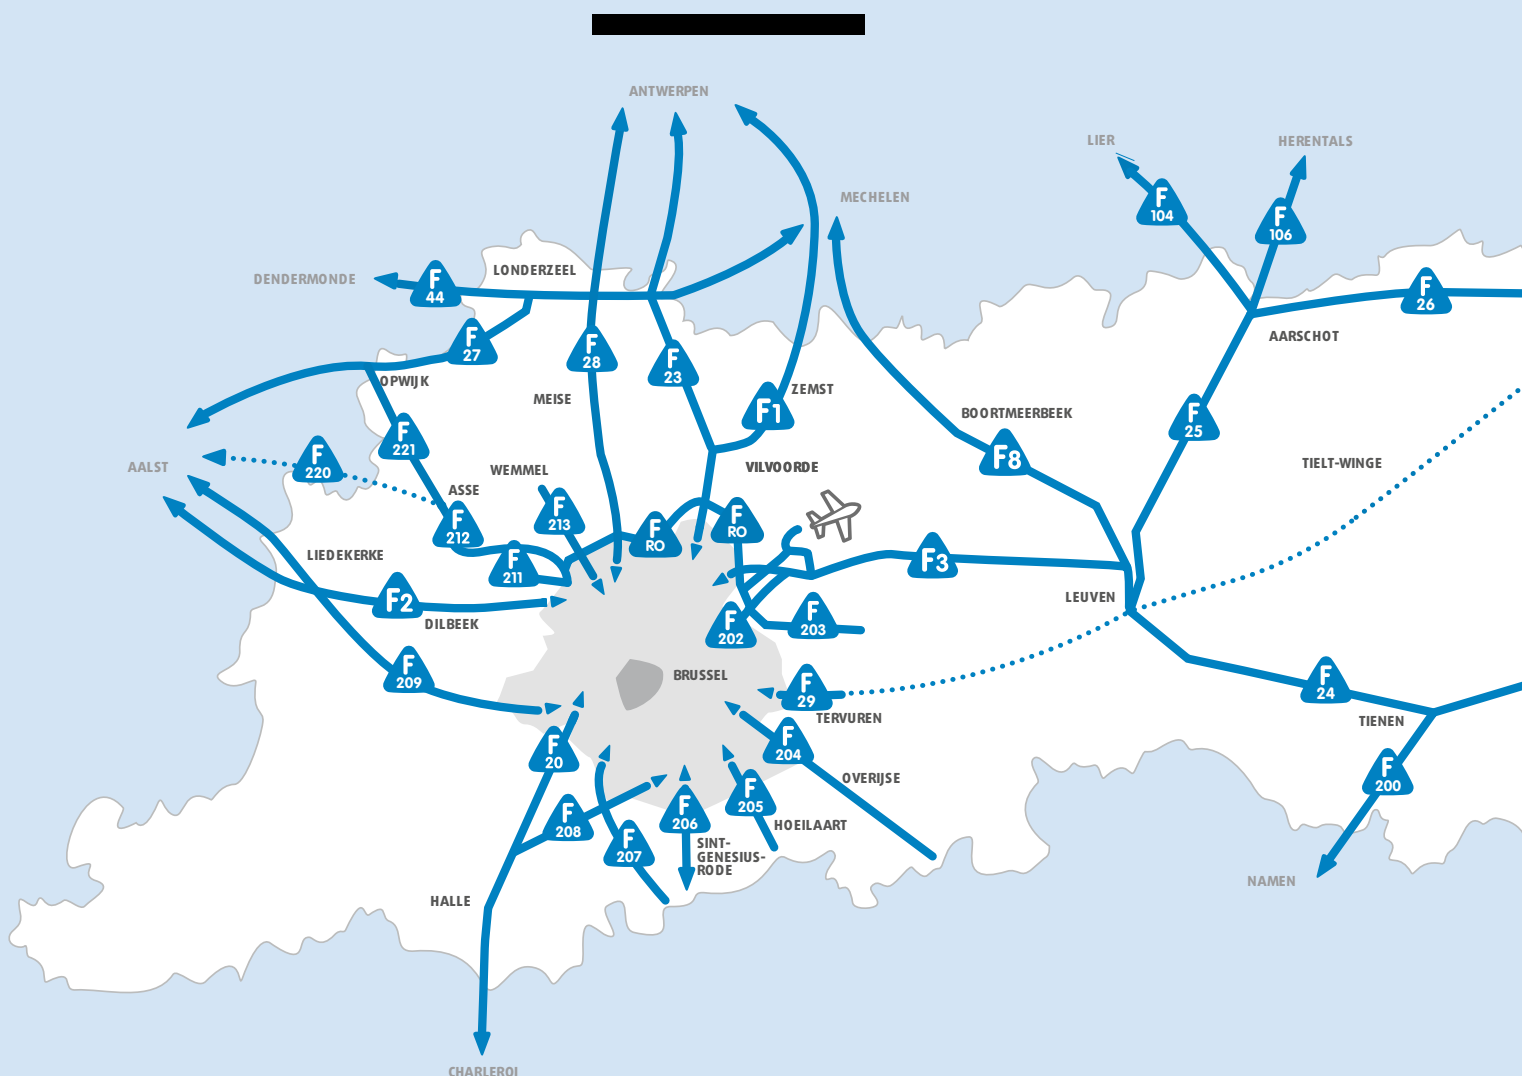 ANTWERPEN
LIER
HERENTALS
F
104
MECHELEN
F
106
DENDERMONDE
F
44
LONDERZEEL
F
26
F
27
F
28
AARSCHOT
F
23
OPWIJK
MEISE
ZEMST
F1
BOORTMEERBEEK
F
25
F
221
F8
AALST
F
220
WEMMEL
VILVOORDE
TIELT-WINGE
ASSE
F
212
F
213
F
RO
F
RO
LIEDEKERKE
F
211
F3
F2
DILBEEK
LEUVEN
F
202
F
203
F
209
BRUSSEL
F
29
TERVUREN
F
24
TIENEN
F
20
F
204
OVERIJSE
F
200
F
208
F
207
F
206
F
205
HOEILAART
SINT-
GENESIUS-
RODE
NAMEN
HALLE
CHARLEROI